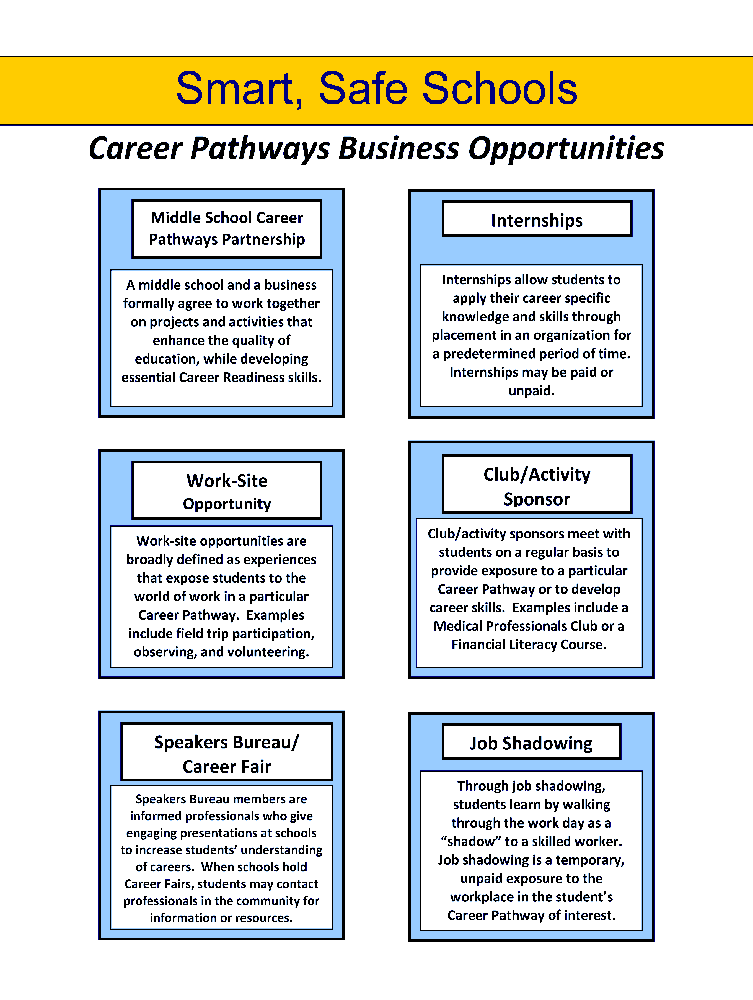 Smart, Safe Schools
Career Pathways Business Opportunities
Middle School Career
Pathways Partnership
A middle school and a business
formally agree to work together
on projects and activities that
enhance the quality of
education, while developing
essential Career Readiness skills.
Internships
Internships allow students to
apply their career specific
knowledge and skills through
placement in an organization for
a predetermined period of time.
Internships may be paid or
unpaid.
Work-Site
Opportunity
Work-site opportunities are
broadly defined as experiences
that expose students to the
world of work in a particular
Career Pathway.  Examples
include field trip participation,
observing, and volunteering.
Club/Activity
Sponsor
Club/activity sponsors meet with
students on a regular basis to
provide exposure to a particular
Career Pathway or to develop
career skills.  Examples include a
Medical Professionals Club or a
Financial Literacy Course.
Speakers Bureau/
Career Fair
Speakers Bureau members are
informed professionals who give
engaging presentations at schools
to increase students’ understanding
of careers.  When schools hold
Career Fairs, students may contact
professionals in the community for
information or resources.
Job Shadowing
Through job shadowing,
students learn by walking
through the work day as a
“shadow” to a skilled worker.
Job shadowing is a temporary,
unpaid exposure to the
workplace in the student’s
Career Pathway of interest.